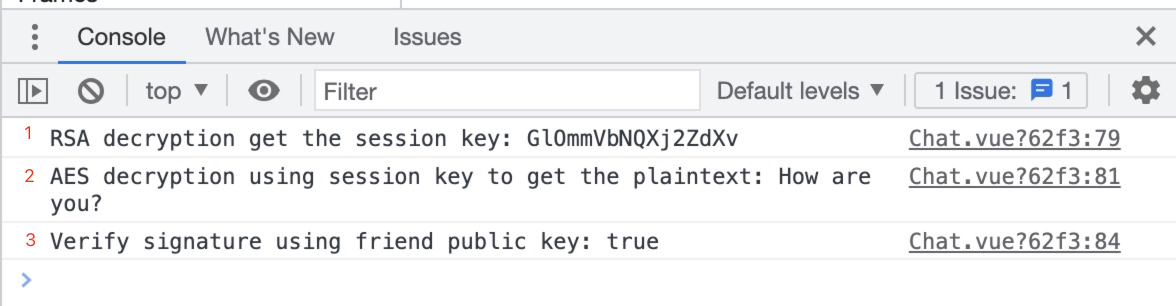 Console What's New Issues
top ▼ Filter Default levels ▼ 1 Issue: 1
1 RSA decryption get the session key: GlOmmVbNQXj2ZdXv Chat.vue?62f3:79
2 AES decryption using session key to get the plaintext: How are Chat.vue?62f3:81
you?
3 Verify signature using friend public key: true Chat.vue?62f3:84
>